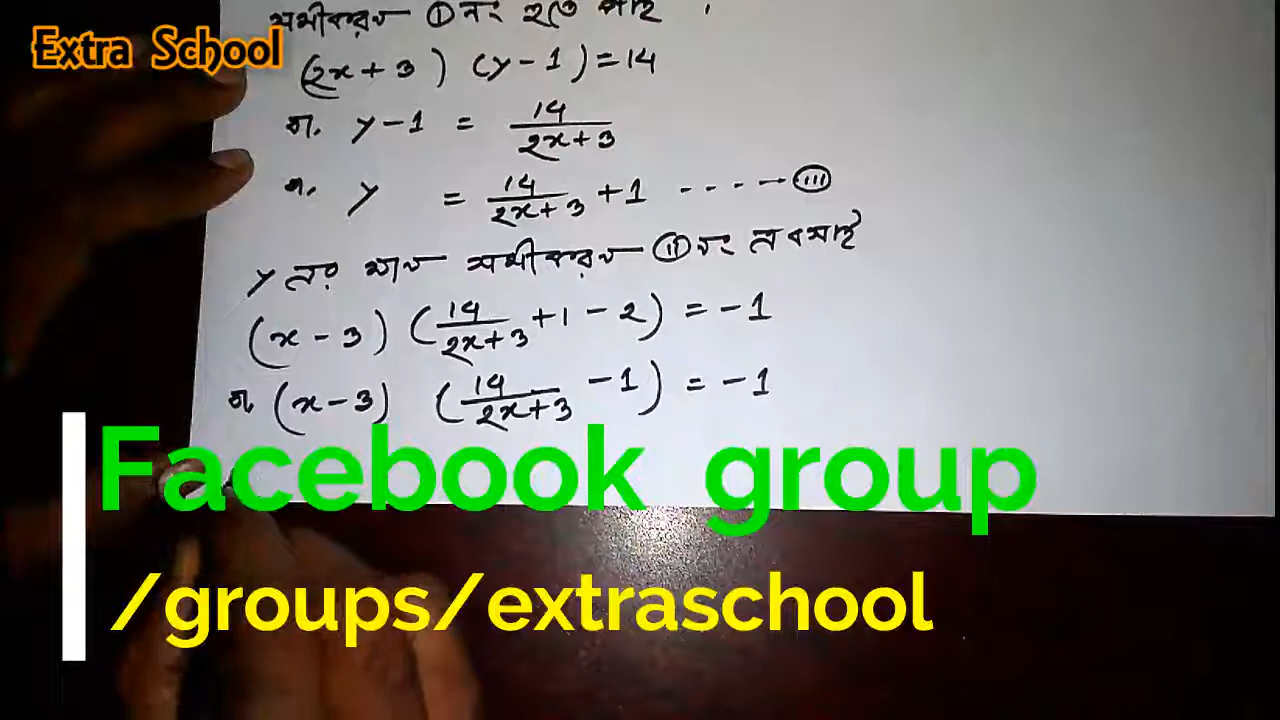 সমীকরণ ① নং হতে পাই
Extra School
(2x + 3) (y - 1) = 14
বা, y - 1 = 14/(2x + 3)
বা, y = 14/(2x + 3) + 1 - - - - - (iii)
y এর মান সমীকরণ (ii) নং এ বসাই
(x - 3) (14/(2x + 3) + 1 - 2) = -1
বা (x - 3) (14/(2x + 3) - 1) = -1
Facebook group
/groups/extraschool